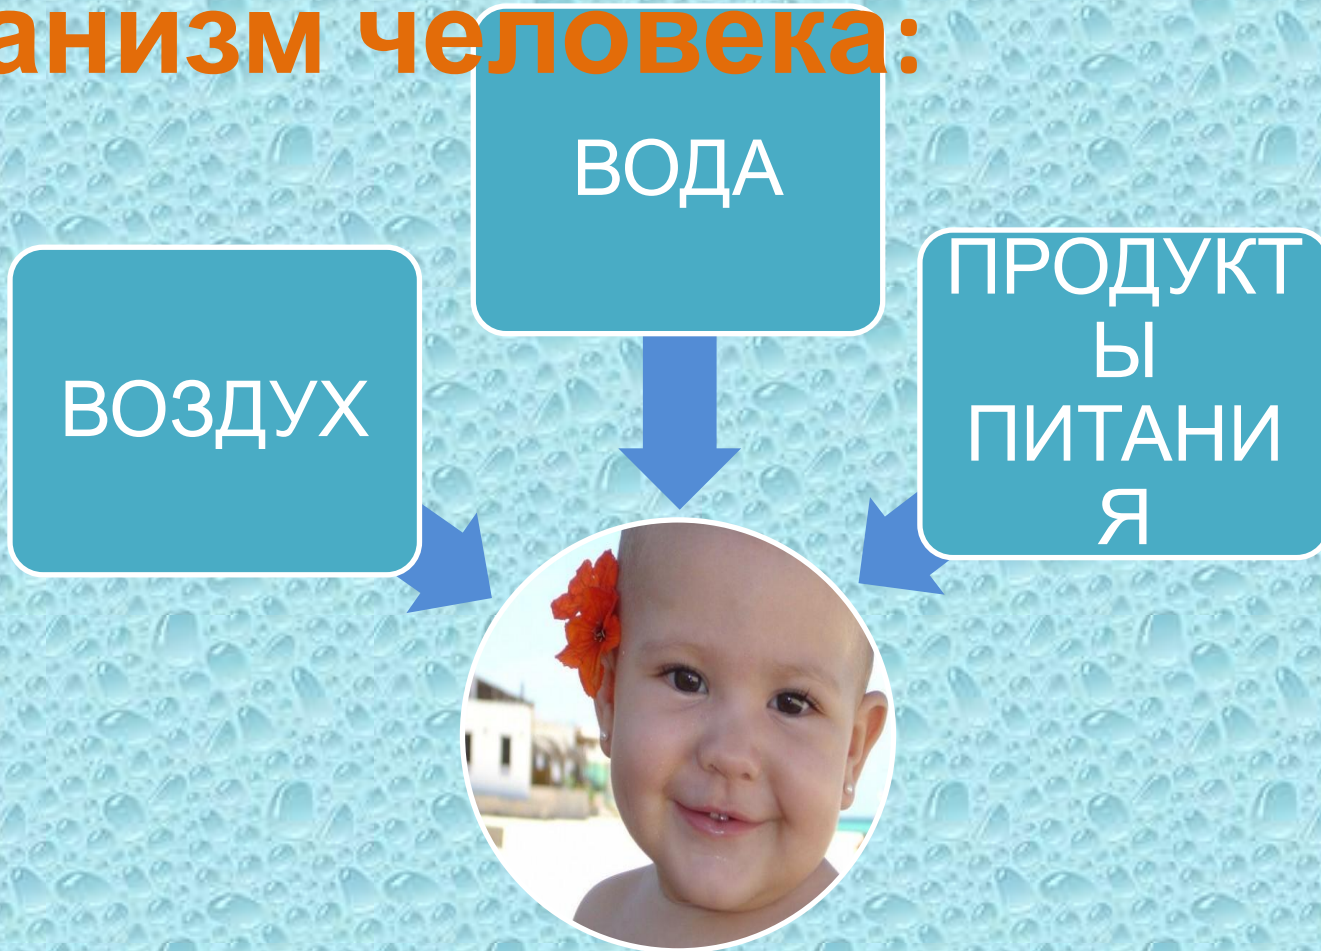 анизм человека:
ВОДА
ВОЗДУХ
ПРОДУКТ
Ы
ПИТАНИ
Я